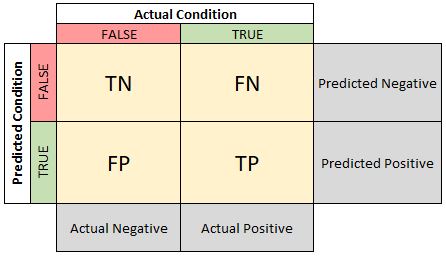 Actual Condition
FALSE TRUE
Predicted Condition
FALSE
TN FN
Predicted Negative
TRUE
FP TP
Predicted Positive
Actual Negative Actual Positive